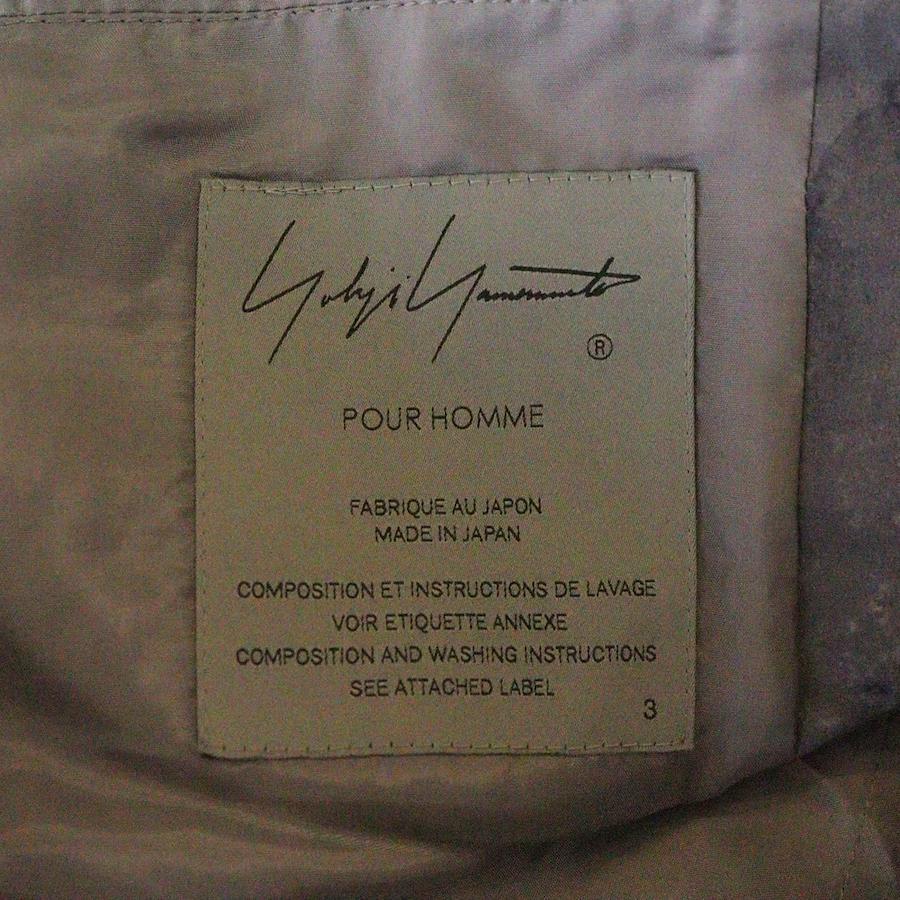 Yohji Yamamoto
®
POUR HOMME
FABRIQUE AU JAPON
MADE IN JAPAN
COMPOSITION ET INSTRUCTIONS DE LAVAGE
VOIR ETIQUETTE ANNEXE
COMPOSITION AND WASHING INSTRUCTIONS
SEE ATTACHED LABEL
3